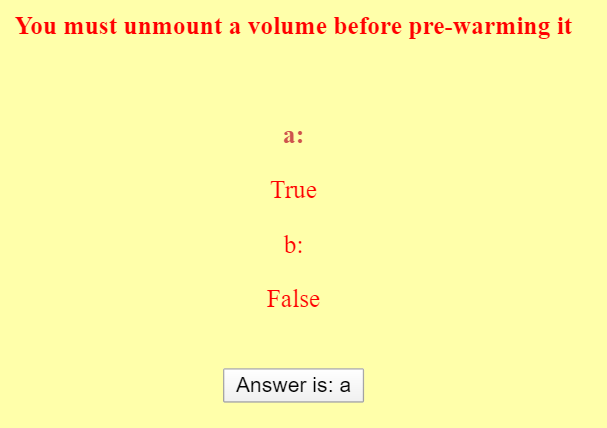 You must unmount a volume before pre-warming it
a:
True
b:
False
Answer is: a